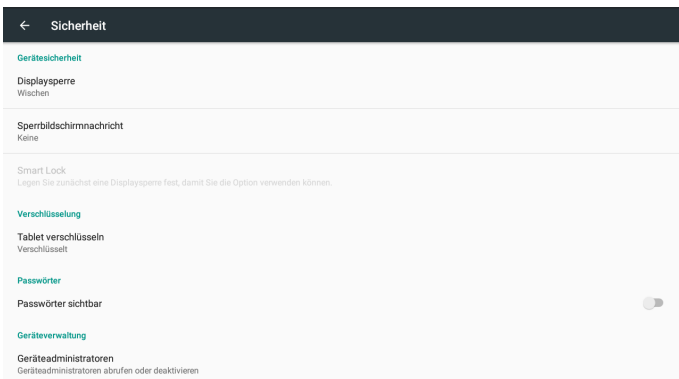 Sicherheit
Gerätesicherheit
Displaysperre
Wischen
Sperrbildschirmnachricht
Keine
Smart Lock
Legen Sie zunächst eine Displaysperre fest, damit Sie die Option verwenden können.
Verschlüsselung
Tablet verschlüsseln
Verschlüsselt
Passwörter
Passwörter sichtbar
Geräteverwaltung
Geräteadministratoren
Geräteadministratoren abrufen oder deaktivieren